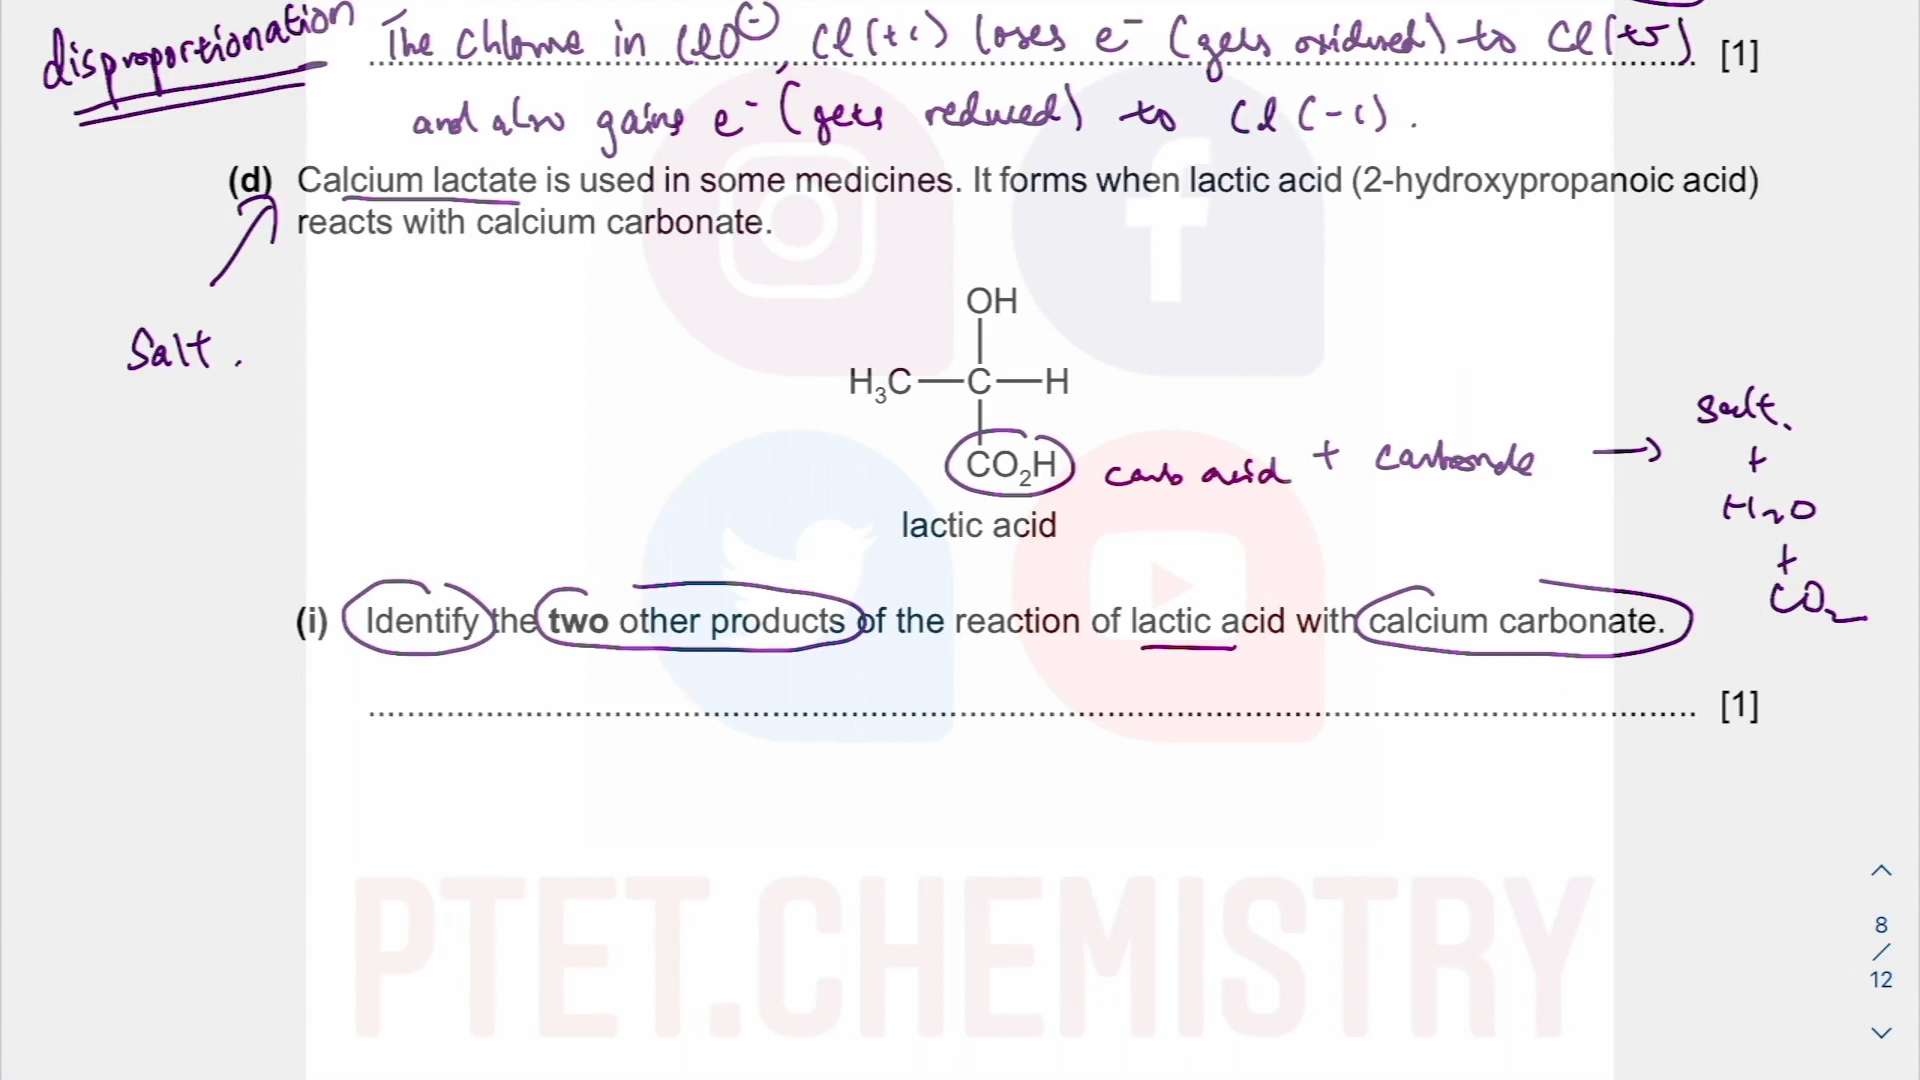 disproportionation
The chlorine in ClO⁻, Cl(+1) loses e⁻ (gets oxidised) to Cl(+5) [1]
and also gains e⁻ (gets reduced) to Cl(-1).
(d) Calcium lactate is used in some medicines. It forms when lactic acid (2-hydroxypropanoic acid)
reacts with calcium carbonate.
Salt.
OH
H₃C—C—H
CO₂H
carb acid + carbonate →
salt.
+
H₂O
+
CO₂
lactic acid
(i) Identify the two other products of the reaction of lactic acid with calcium carbonate.
[1]
PTET.CHEMISTRY
8
/
12